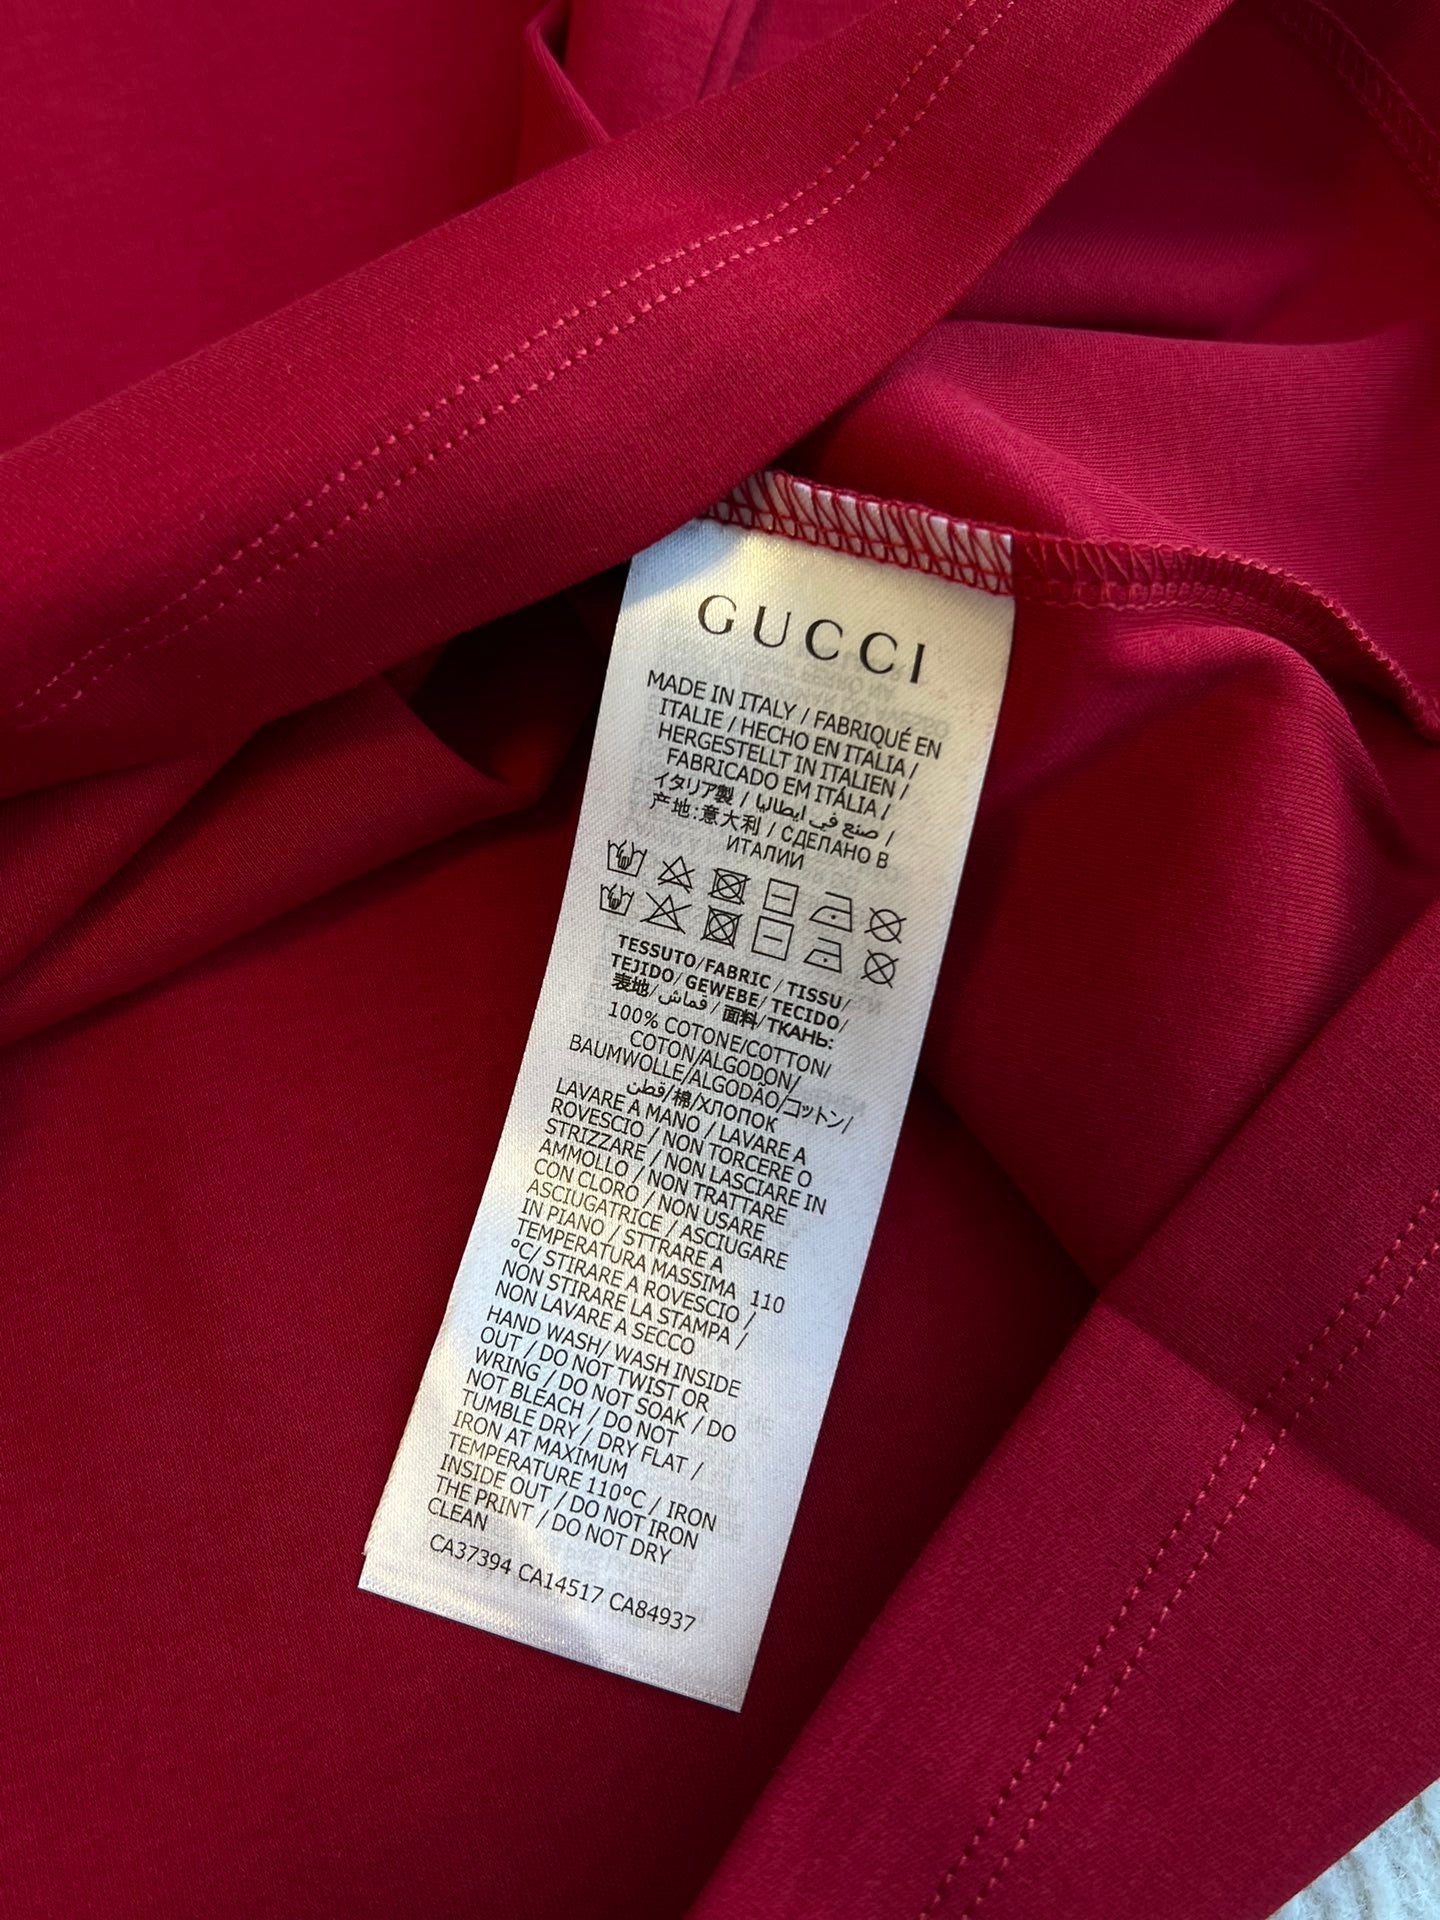 GUCCI
MADE IN ITALY / FABRIQUÉ EN
ITALIE / HECHO EN ITALIA /
HERGESTELLT IN ITALIEN /
FABRICADO EM ITÁLIA /
イタリア製 / صنع في ايطاليا /
产地:意大利 / СДЕЛАНО В
ИТАЛИИ
TESSUTO/FABRIC / TISSU/
TEJIDO/ GEWEBE/ TECIDO/
表地/ قماش / 面料/ТКАНЬ:
100% COTONE/COTTON/
COTON/ALGODON/
BAUMWOLLE/ALGODÃO/コットン/
قطن/棉/ХЛОПОК
LAVARE A MANO / LAVARE A
ROVESCIO / NON TORCERE O
STRIZZARE / NON LASCIARE IN
AMMOLLO / NON TRATTARE
CON CLORO / NON USARE
ASCIUGATRICE / ASCIUGARE
IN PIANO / STTRARE A
TEMPERATURA MASSIMA 110
°C/ STIRARE A ROVESCIO /
NON STIRARE LA STAMPA /
NON LAVARE A SECCO
HAND WASH/ WASH INSIDE
OUT / DO NOT TWIST OR
WRING / DO NOT SOAK / DO
NOT BLEACH / DO NOT
TUMBLE DRY / DRY FLAT /
IRON AT MAXIMUM
TEMPERATURE 110°C / IRON
INSIDE OUT / DO NOT IRON
THE PRINT / DO NOT DRY
CLEAN
CA37394 CA14517 CA84937